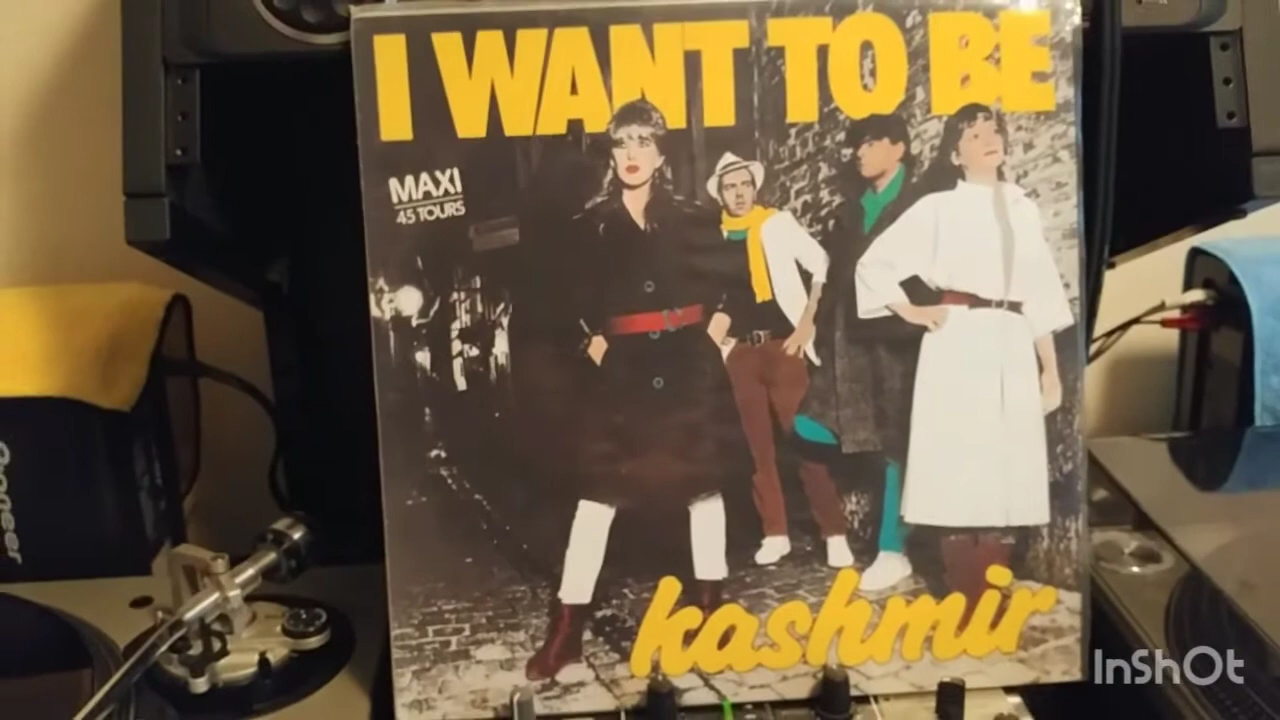 I WANT TO BE
MAXI
45 TOURS
kashmir
Pioneer
InShOt